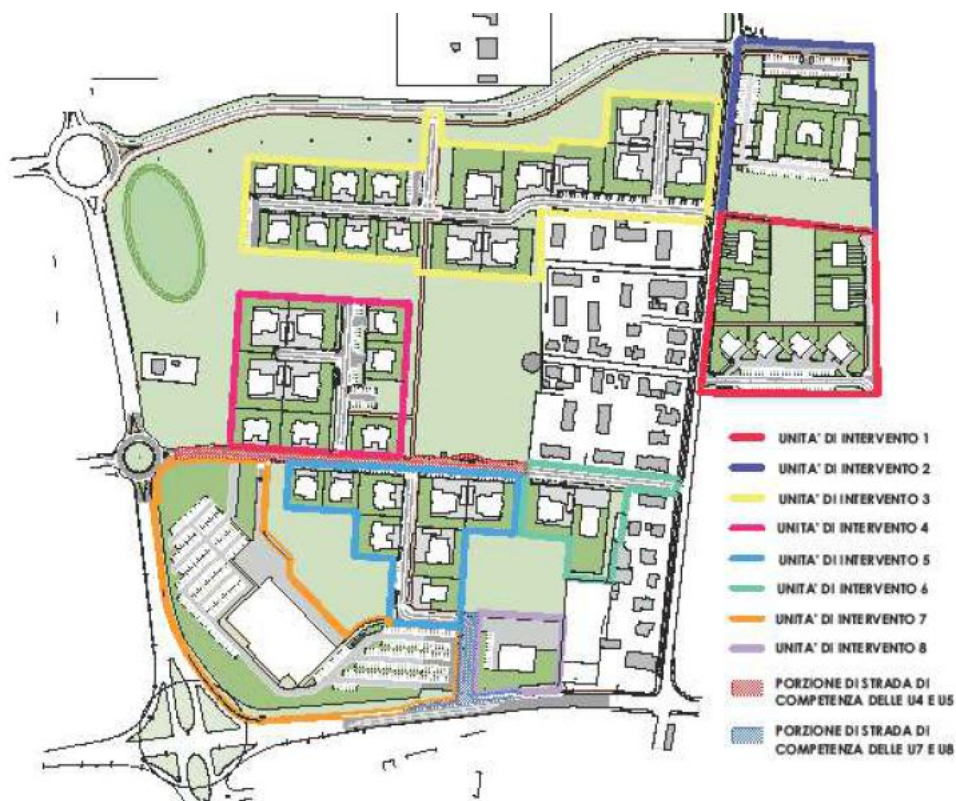 UNITA' DI INTERVENTO 1
UNITA' DI INTERVENTO 2
UNITA' DI INTERVENTO 3
UNITA' DI INTERVENTO 4
UNITA' DI INTERVENTO 5
UNITA' DI INTERVENTO 6
UNITA' DI INTERVENTO 7
UNITA' DI INTERVENTO 8
PORZIONE DI STRADA DI
COMPETENZA DELLE U4 E U5
PORZIONE DI STRADA DI
COMPETENZA DELLE U7 E U8